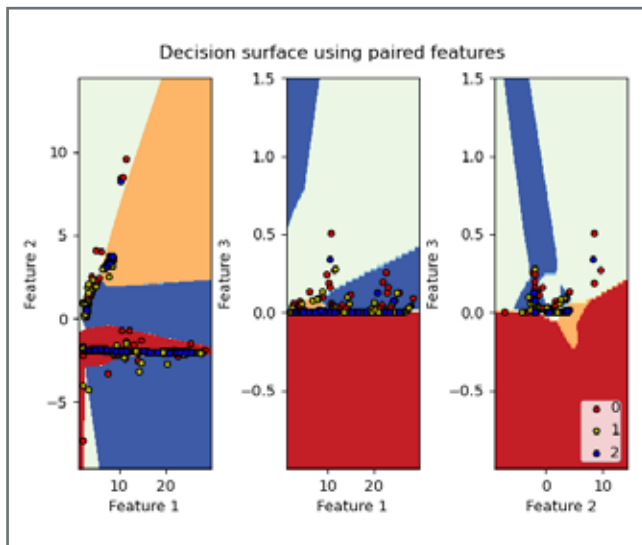 Decision surface using paired features
Feature 2
10
5
0
−5
10 20
Feature 1
Feature 3
1.5
1.0
0.5
0.0
−0.5
10 20
Feature 1
Feature 3
1.5
1.0
0.5
0.0
−0.5
0 10
Feature 2
0
1
2